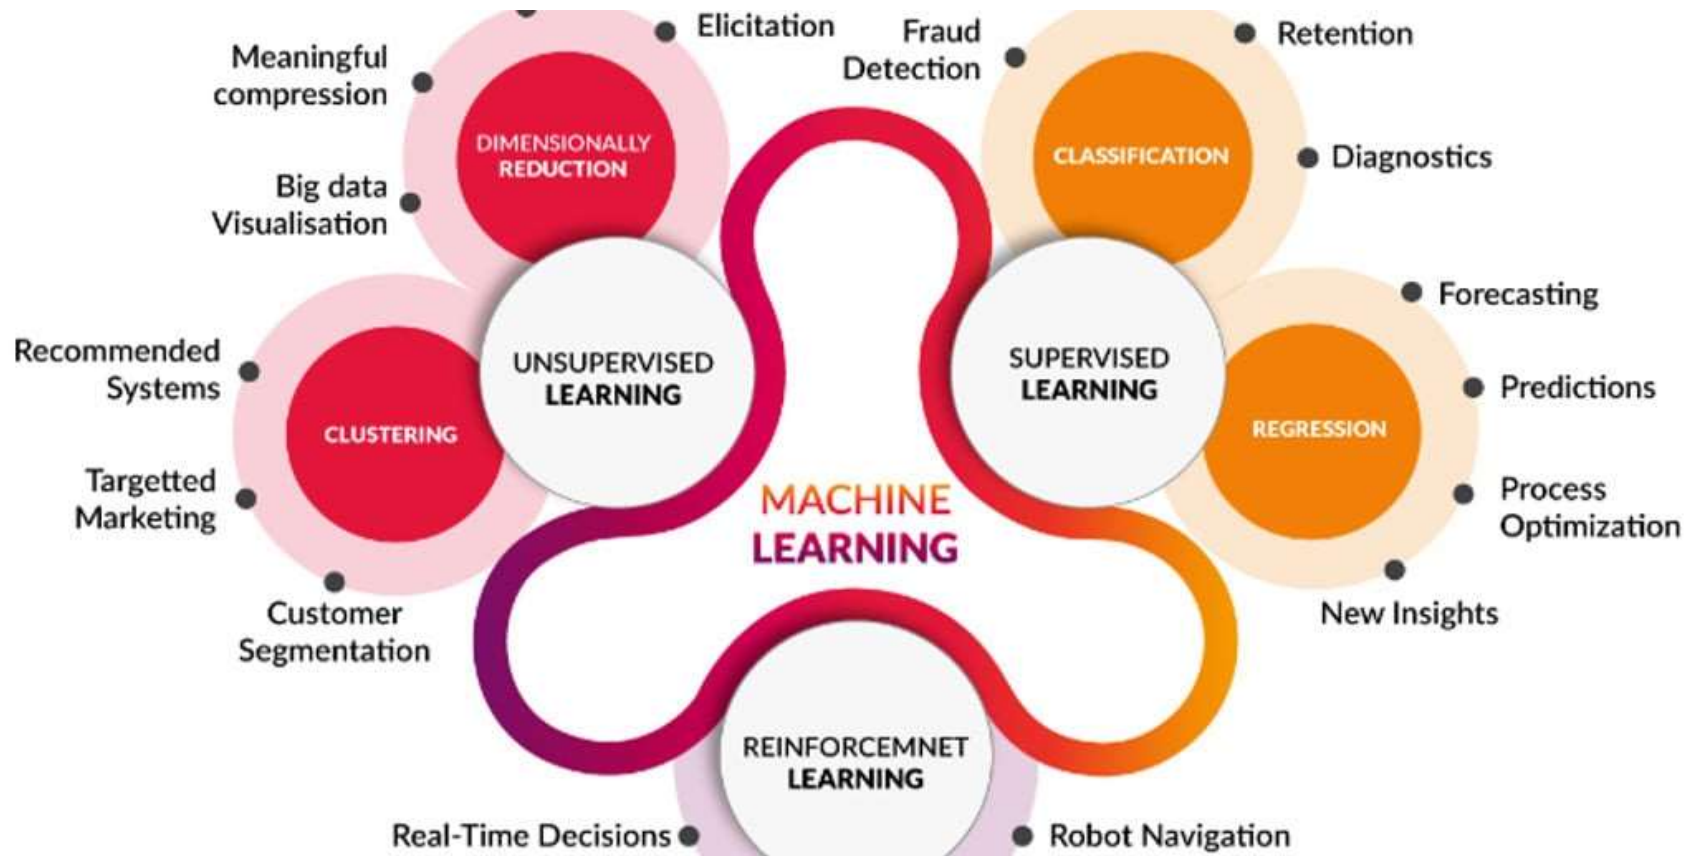 Elicitation
Meaningful
compression
DIMENSIONALLY
REDUCTION
Big data
Visualisation
Fraud
Detection
Retention
CLASSIFICATION
Diagnostics
Recommended
Systems
CLUSTERING
Targetted
Marketing
Customer
Segmentation
UNSUPERVISED
LEARNING
SUPERVISED
LEARNING
Forecasting
Predictions
REGRESSION
Process
Optimization
New Insights
MACHINE
LEARNING
REINFORCEMNET
LEARNING
Real-Time Decisions
Robot Navigation